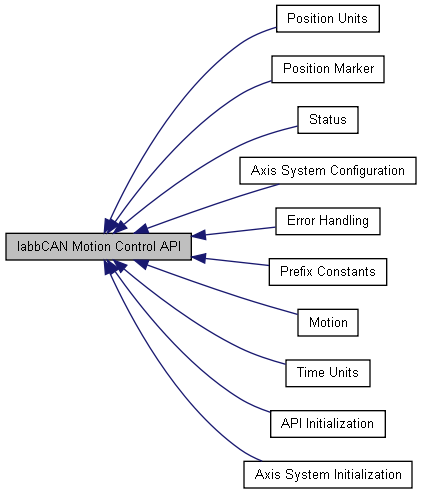 Position Units
Position Marker
Status
Axis System Configuration
Error Handling
labbCAN Motion Control API
Prefix Constants
Motion
Time Units
API Initialization
Axis System Initialization